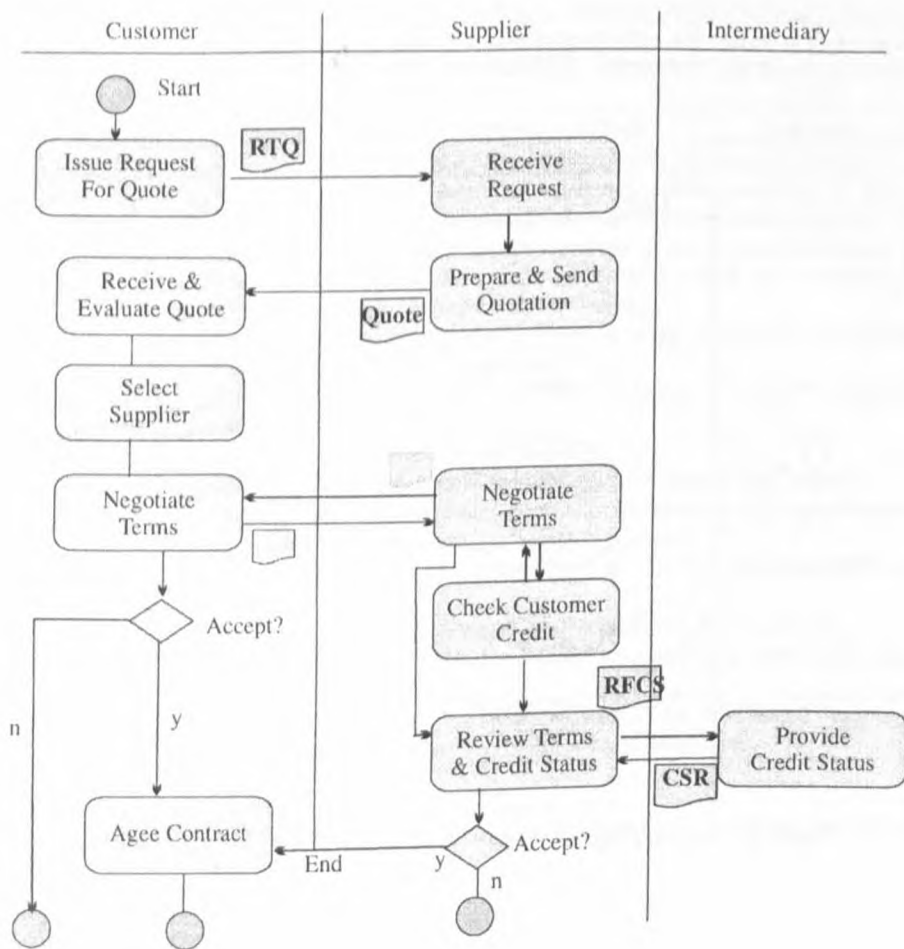 Customer
Supplier
Intermediary
Start
Issue Request
For Quote
RTQ
Receive
Request
Receive &
Evaluate Quote
Quote
Prepare & Send
Quotation
Select
Supplier
Negotiate
Terms
Negotiate
Terms
Accept?
Check Customer
Credit
RFCS
n
y
Review Terms
& Credit Status
CSR
Provide
Credit Status
Agee Contract
End
y
Accept?
n